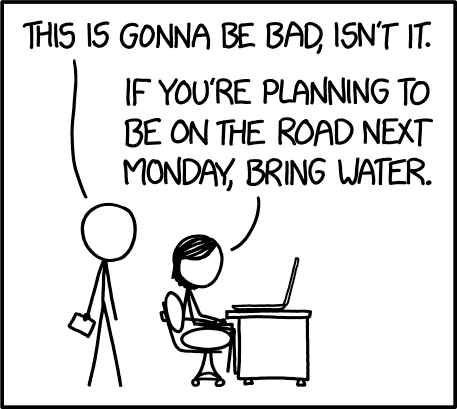 THIS IS GONNA BE BAD, ISN'T IT.
IF YOU'RE PLANNING TO
BE ON THE ROAD NEXT
MONDAY, BRING WATER.